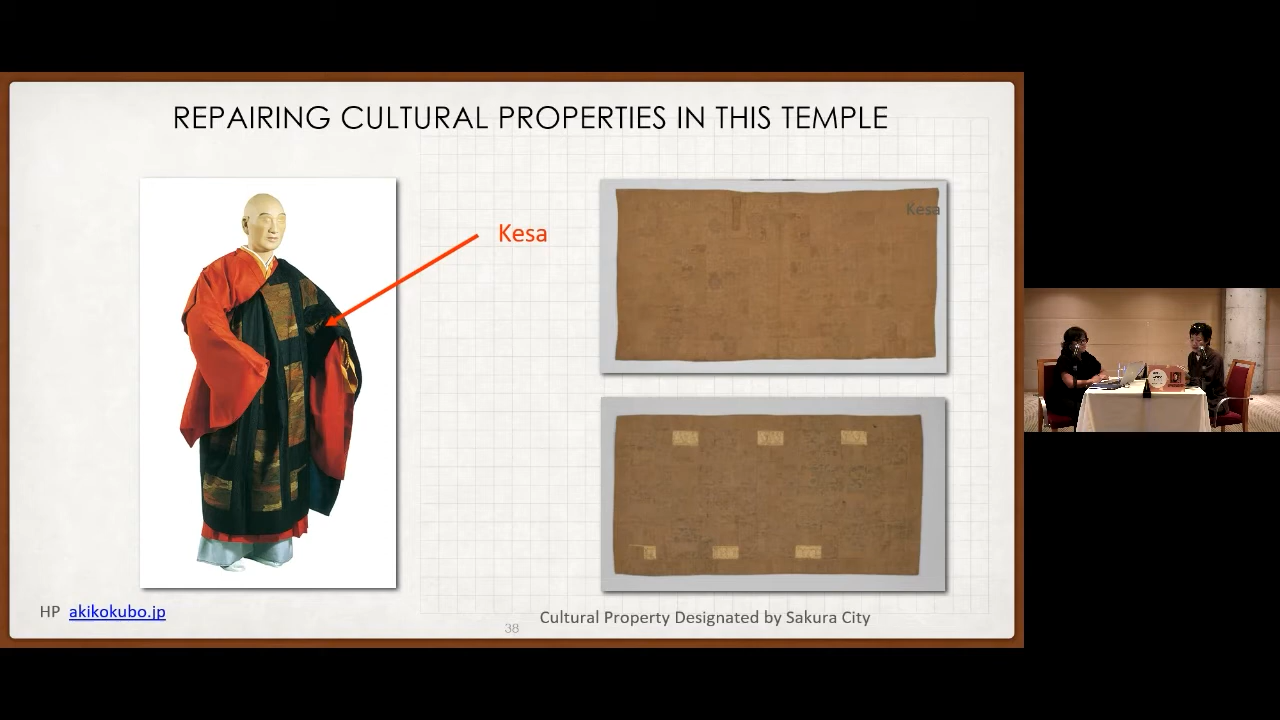 REPAIRING CULTURAL PROPERTIES IN THIS TEMPLE
Kesa
Kesa
HP akikokubo.jp
38
Cultural Property Designated by Sakura City